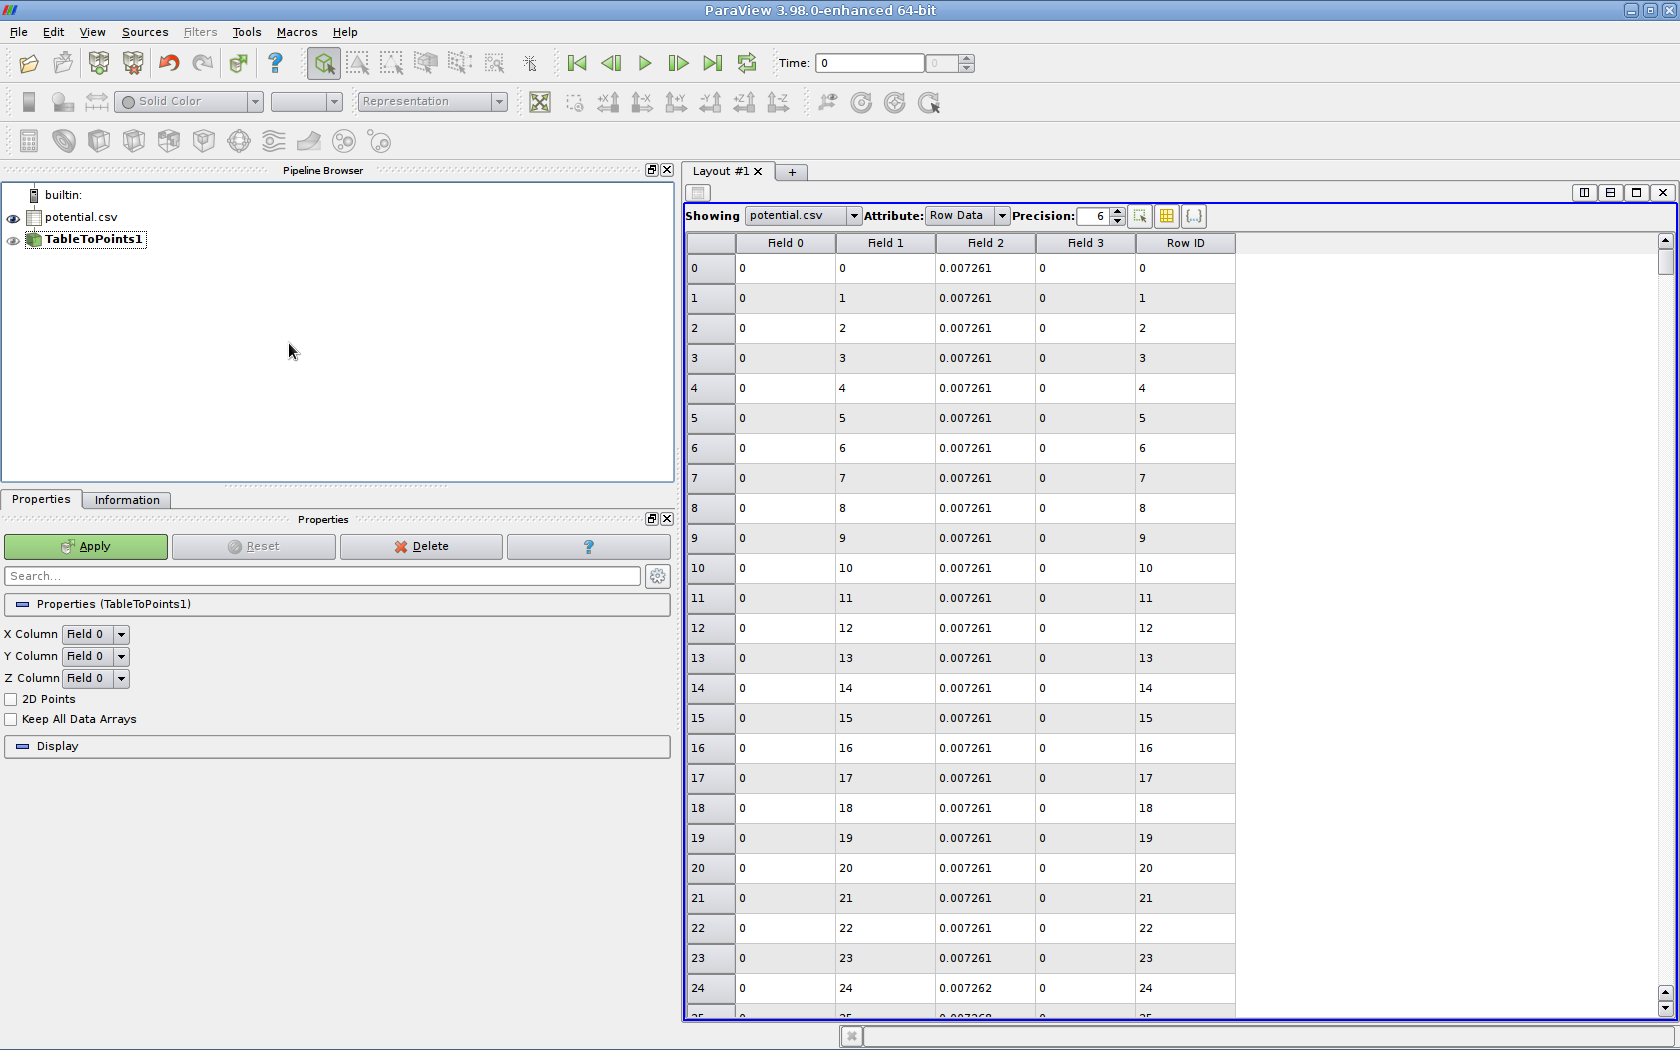 ParaView 3.98.0-enhanced 64-bit
File Edit View Sources Filters Tools Macros Help
Time: 0 0
Solid Color Representation
+X -X +Y -Y +Z -Z
Pipeline Browser
builtin:
potential.csv
TableToPoints1
Properties Information
Properties
Apply Reset Delete ?
Search...
Properties (TableToPoints1)
X Column Field 0
Y Column Field 0
Z Column Field 0
2D Points
Keep All Data Arrays
Display
Layout #1 +
Showing potential.csv Attribute: Row Data Precision: 6 {...}
Field 0 Field 1 Field 2 Field 3 Row ID
0 0 0 0.007261 0 0
1 0 1 0.007261 0 1
2 0 2 0.007261 0 2
3 0 3 0.007261 0 3
4 0 4 0.007261 0 4
5 0 5 0.007261 0 5
6 0 6 0.007261 0 6
7 0 7 0.007261 0 7
8 0 8 0.007261 0 8
9 0 9 0.007261 0 9
10 0 10 0.007261 0 10
11 0 11 0.007261 0 11
12 0 12 0.007261 0 12
13 0 13 0.007261 0 13
14 0 14 0.007261 0 14
15 0 15 0.007261 0 15
16 0 16 0.007261 0 16
17 0 17 0.007261 0 17
18 0 18 0.007261 0 18
19 0 19 0.007261 0 19
20 0 20 0.007261 0 20
21 0 21 0.007261 0 21
22 0 22 0.007261 0 22
23 0 23 0.007261 0 23
24 0 24 0.007262 0 24